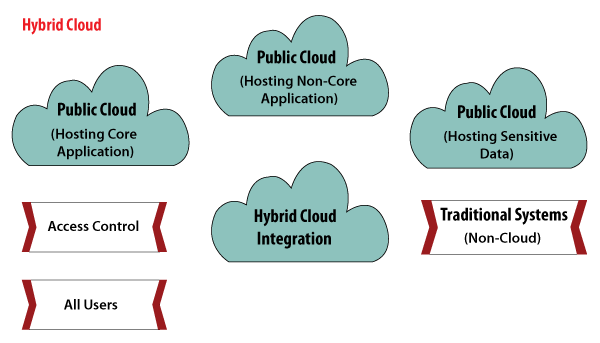 Hybrid Cloud
Public Cloud
(Hosting Non-Core
Application)
Public Cloud
(Hosting Core
Application)
Public Cloud
(Hosting Sensitive
Data)
Access Control
Hybrid Cloud
Integration
Traditional Systems
(Non-Cloud)
All Users